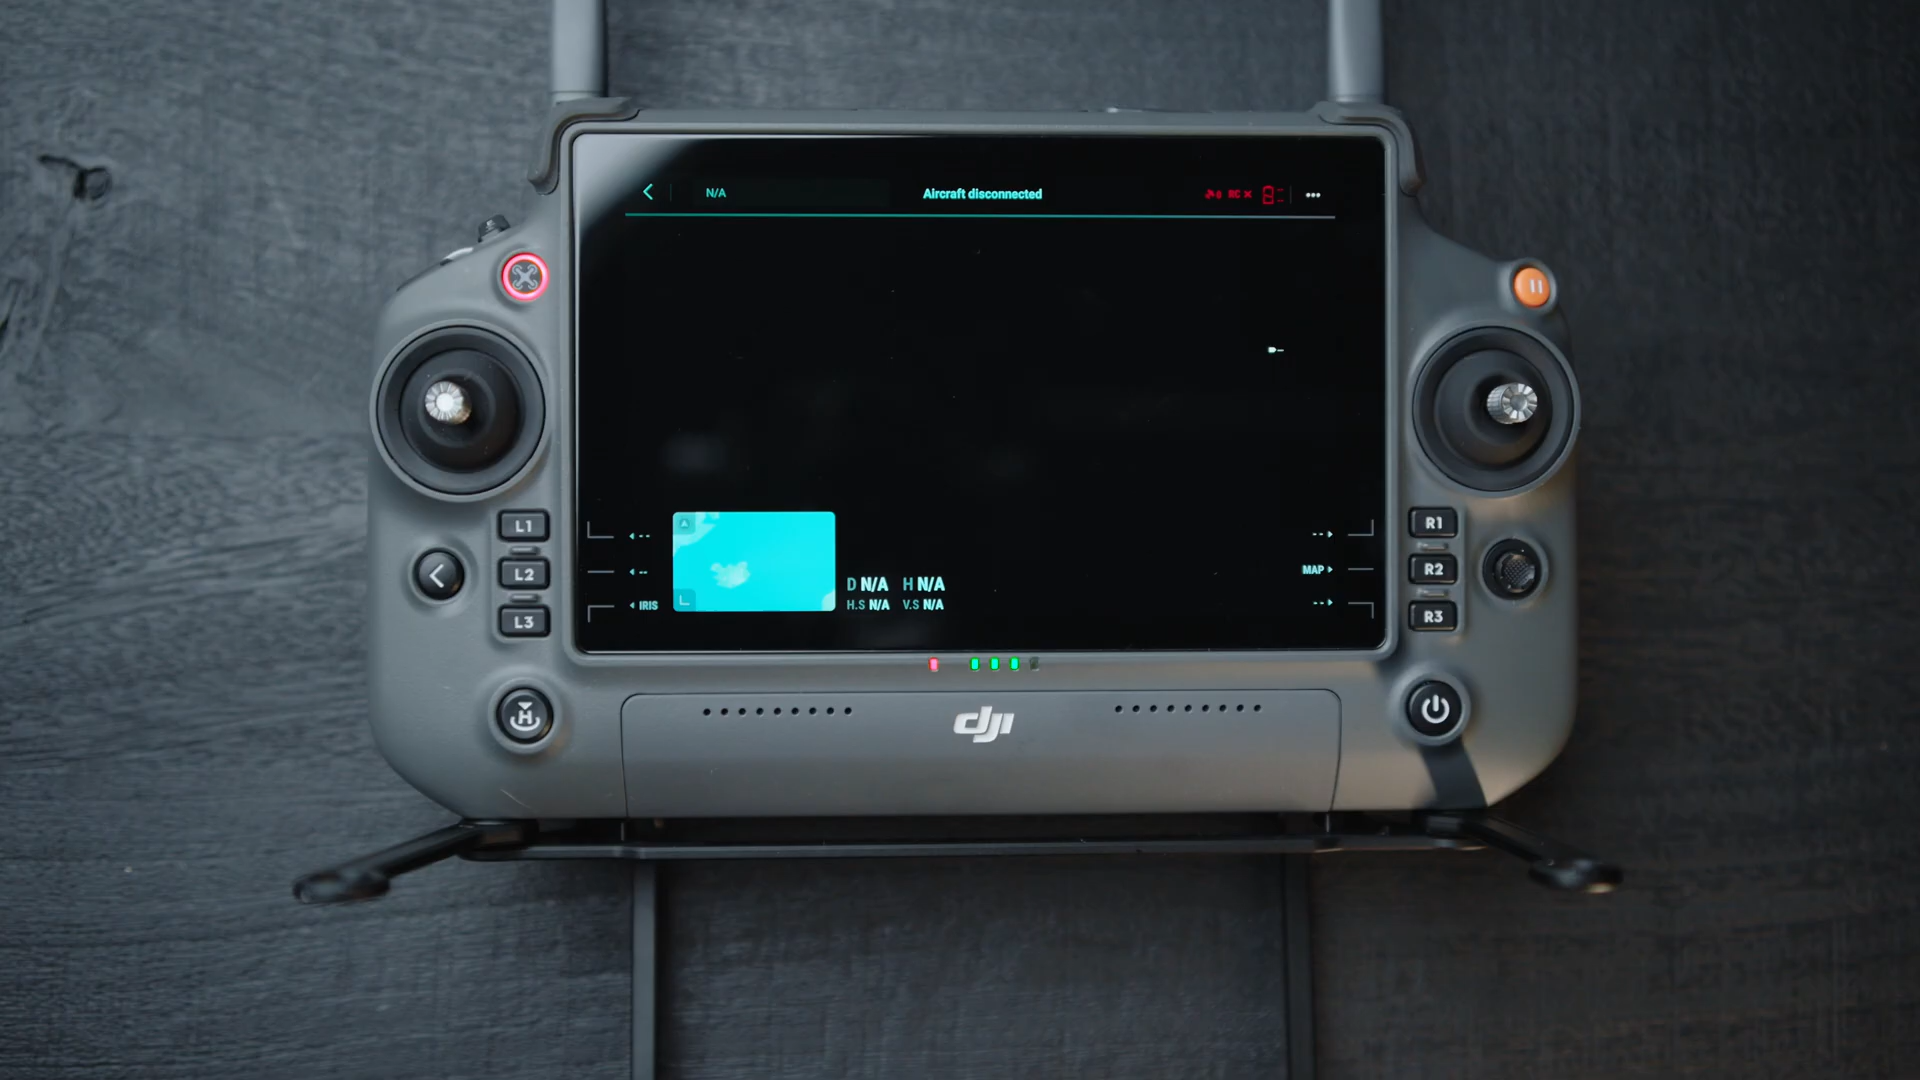 N/A
Aircraft disconnected
RC X
L1
L2
L3
IRIS
D N/A H N/A
H.S N/A V.S N/A
MAP
R1
R2
R3
H
dji